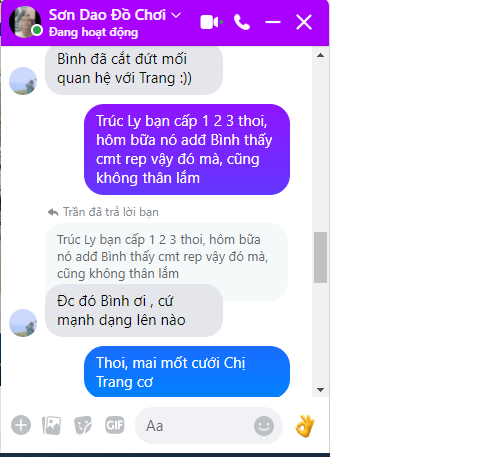 Sơn Dao Đồ Chơi
Đang hoạt động
Bình đã cắt đứt mối
quan hệ với Trang :))
Trúc Ly bạn cấp 1 2 3 thoi,
hôm bữa nó adđ Bình thấy
cmt rep vậy đó mà, cũng
không thân lắm
Trần đã trả lời bạn
Trúc Ly bạn cấp 1 2 3 thoi, hôm bữa
nó adđ Bình thấy cmt rep vậy đó mà,
cũng không thân lắm
Đc đó Bình ơi , cứ
mạnh dạng lên nào
Thoi, mai mốt cưới Chị
Trang cơ
GIF
Aa